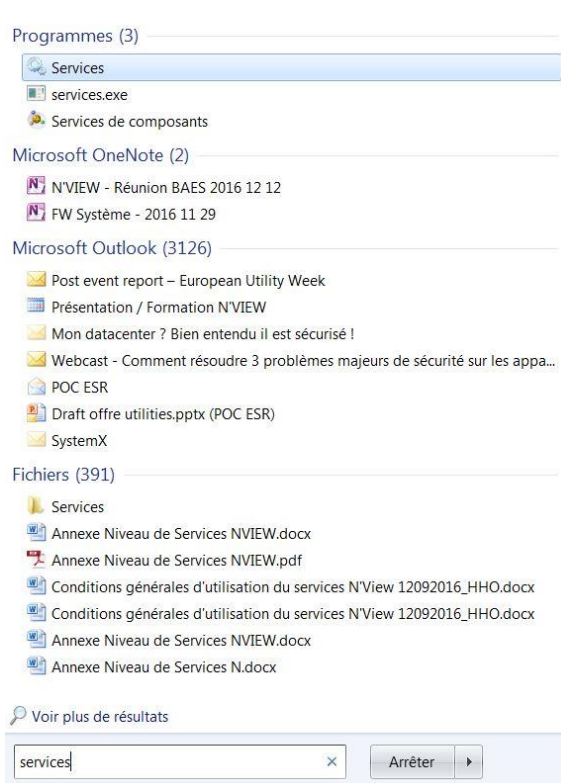 Programmes (3)
Services
services.exe
Services de composants
Microsoft OneNote (2)
N'VIEW - Réunion BAES 2016 12 12
FW Système - 2016 11 29
Microsoft Outlook (3126)
Post event report – European Utility Week
Présentation / Formation N'VIEW
Mon datacenter ? Bien entendu il est sécurisé !
Webcast - Comment résoudre 3 problèmes majeurs de sécurité sur les appa...
POC ESR
Draft offre utilities.pptx (POC ESR)
SystemX
Fichiers (391)
Services
Annexe Niveau de Services NVIEW.docx
Annexe Niveau de Services NVIEW.pdf
Conditions générales d'utilisation du services N'View 12092016_HHO.docx
Conditions générales d'utilisation du services N'View 12092016_HHO.docx
Annexe Niveau de Services NVIEW.docx
Annexe Niveau de Services N.docx
Voir plus de résultats
services
Arrêter